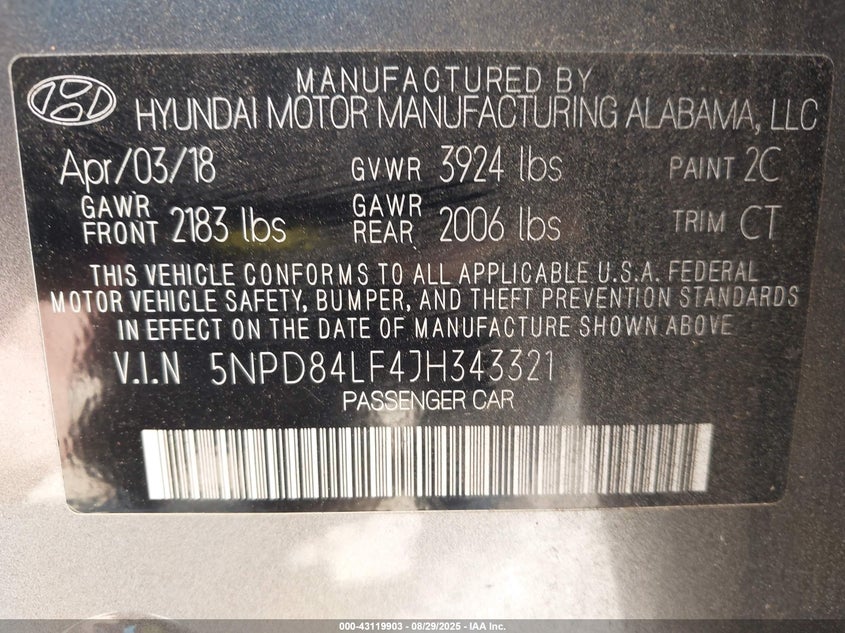 MANUFACTURED BY
HYUNDAI MOTOR MANUFACTURING ALABAMA, LLC
Apr/03/18 GVWR 3924 lbs PAINT 2C
GAWR FRONT 2183 lbs GAWR REAR 2006 lbs TRIM CT
THIS VEHICLE CONFORMS TO ALL APPLICABLE U.S.A. FEDERAL
MOTOR VEHICLE SAFETY, BUMPER, AND THEFT PREVENTION STANDARDS
IN EFFECT ON THE DATE OF MANUFACTURE SHOWN ABOVE
V.I.N 5NPD84LF4JH343321
PASSENGER CAR
000-43119903 - 08/29/2025 - IAA Inc.